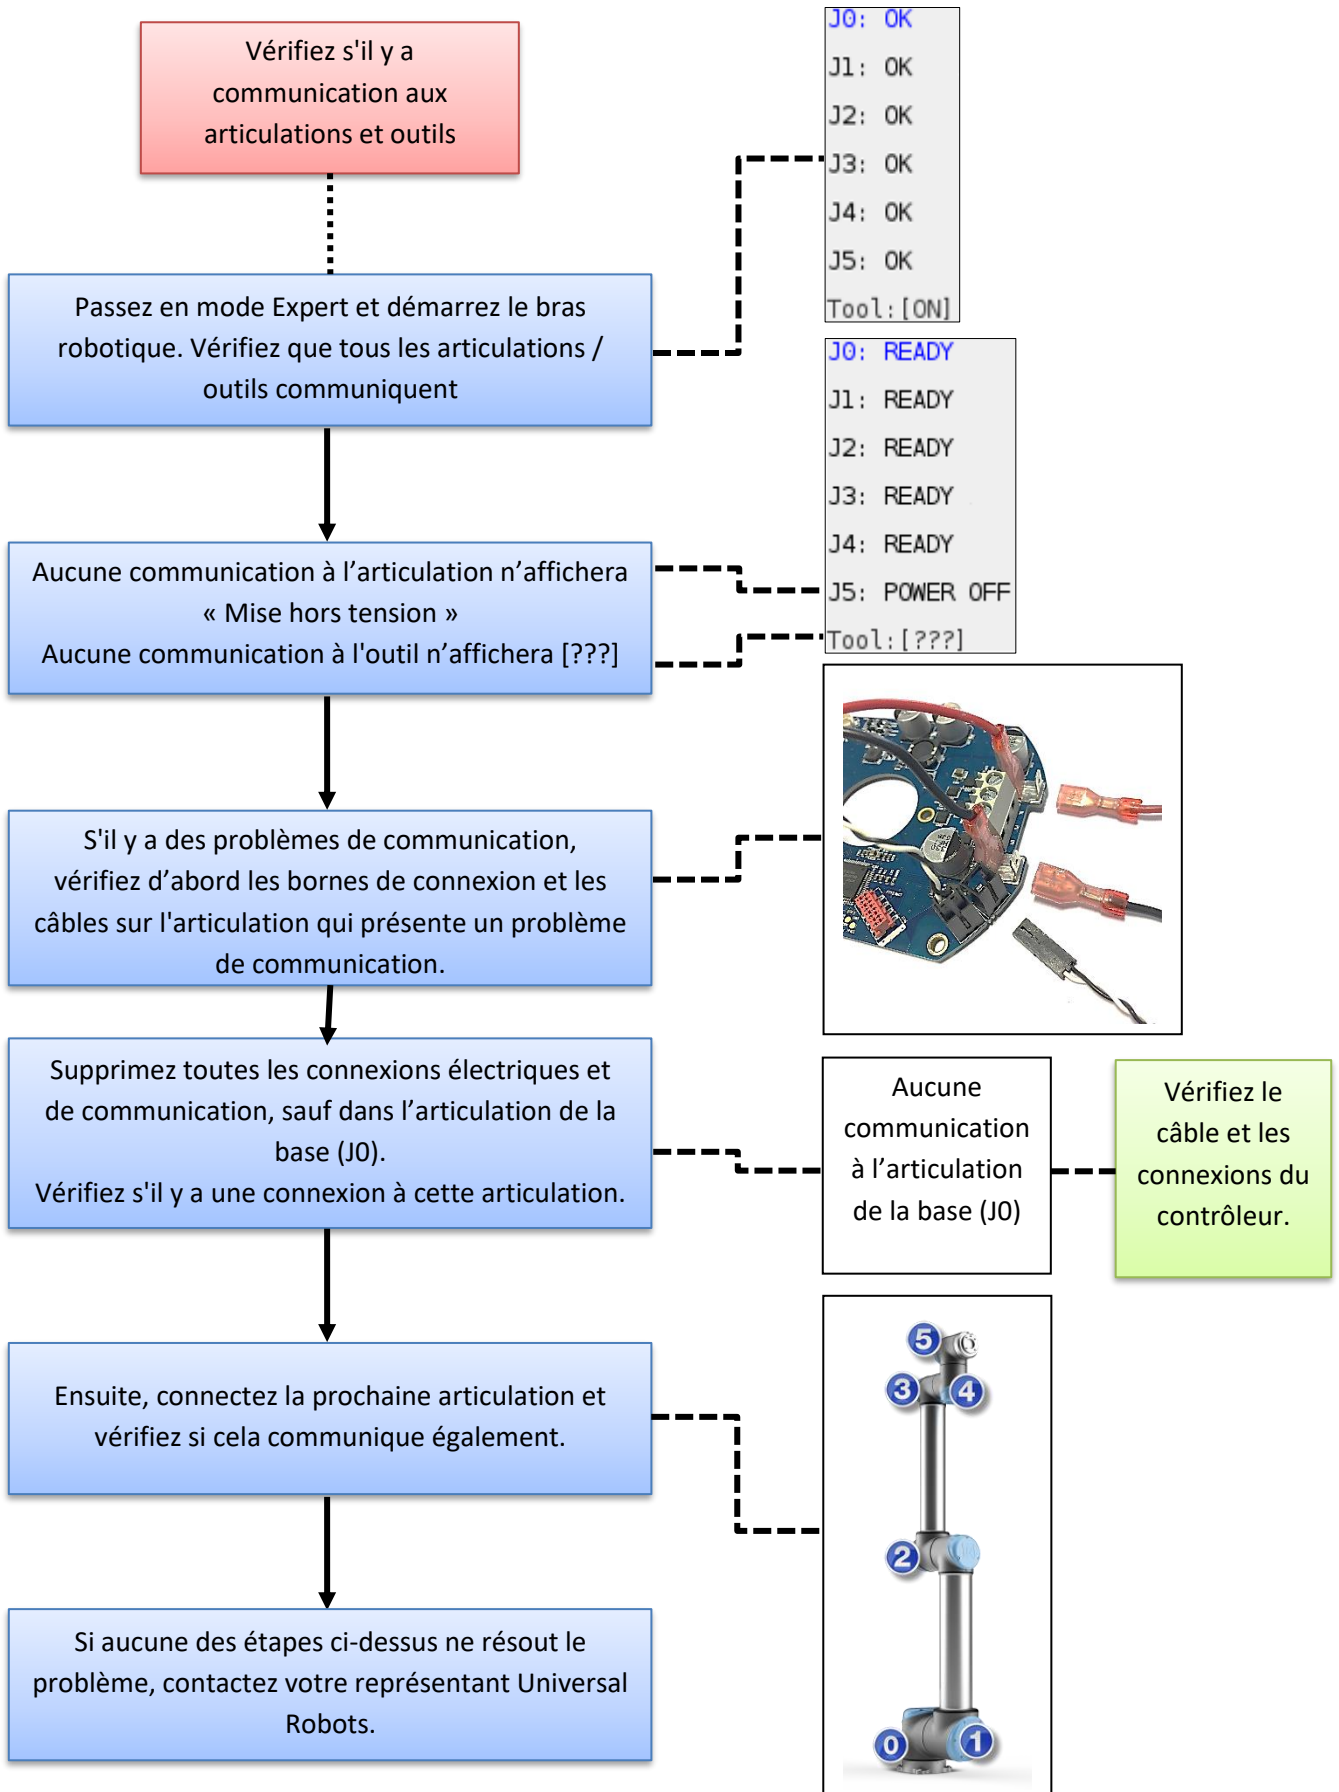 Vérifiez s'il y a
communication aux
articulations et outils
J0: OK
J1: OK
J2: OK
J3: OK
J4: OK
J5: OK
Tool:[ON]
Passez en mode Expert et démarrez le bras
robotique. Vérifiez que tous les articulations /
outils communiquent
J0: READY
J1: READY
J2: READY
J3: READY
J4: READY
J5: POWER OFF
Tool:[???]
Aucune communication à l’articulation n’affichera
« Mise hors tension »
Aucune communication à l'outil n’affichera [???]
S'il y a des problèmes de communication,
vérifiez d’abord les bornes de connexion et les
câbles sur l'articulation qui présente un problème
de communication.
Supprimez toutes les connexions électriques et
de communication, sauf dans l’articulation de la
base (J0).
Vérifiez s'il y a une connexion à cette articulation.
Aucune
communication
à l’articulation
de la base (J0)
Vérifiez le
câble et les
connexions du
contrôleur.
Ensuite, connectez la prochaine articulation et
vérifiez si cela communique également.
5
3
4
2
0
1
Si aucune des étapes ci-dessus ne résout le
problème, contactez votre représentant Universal
Robots.